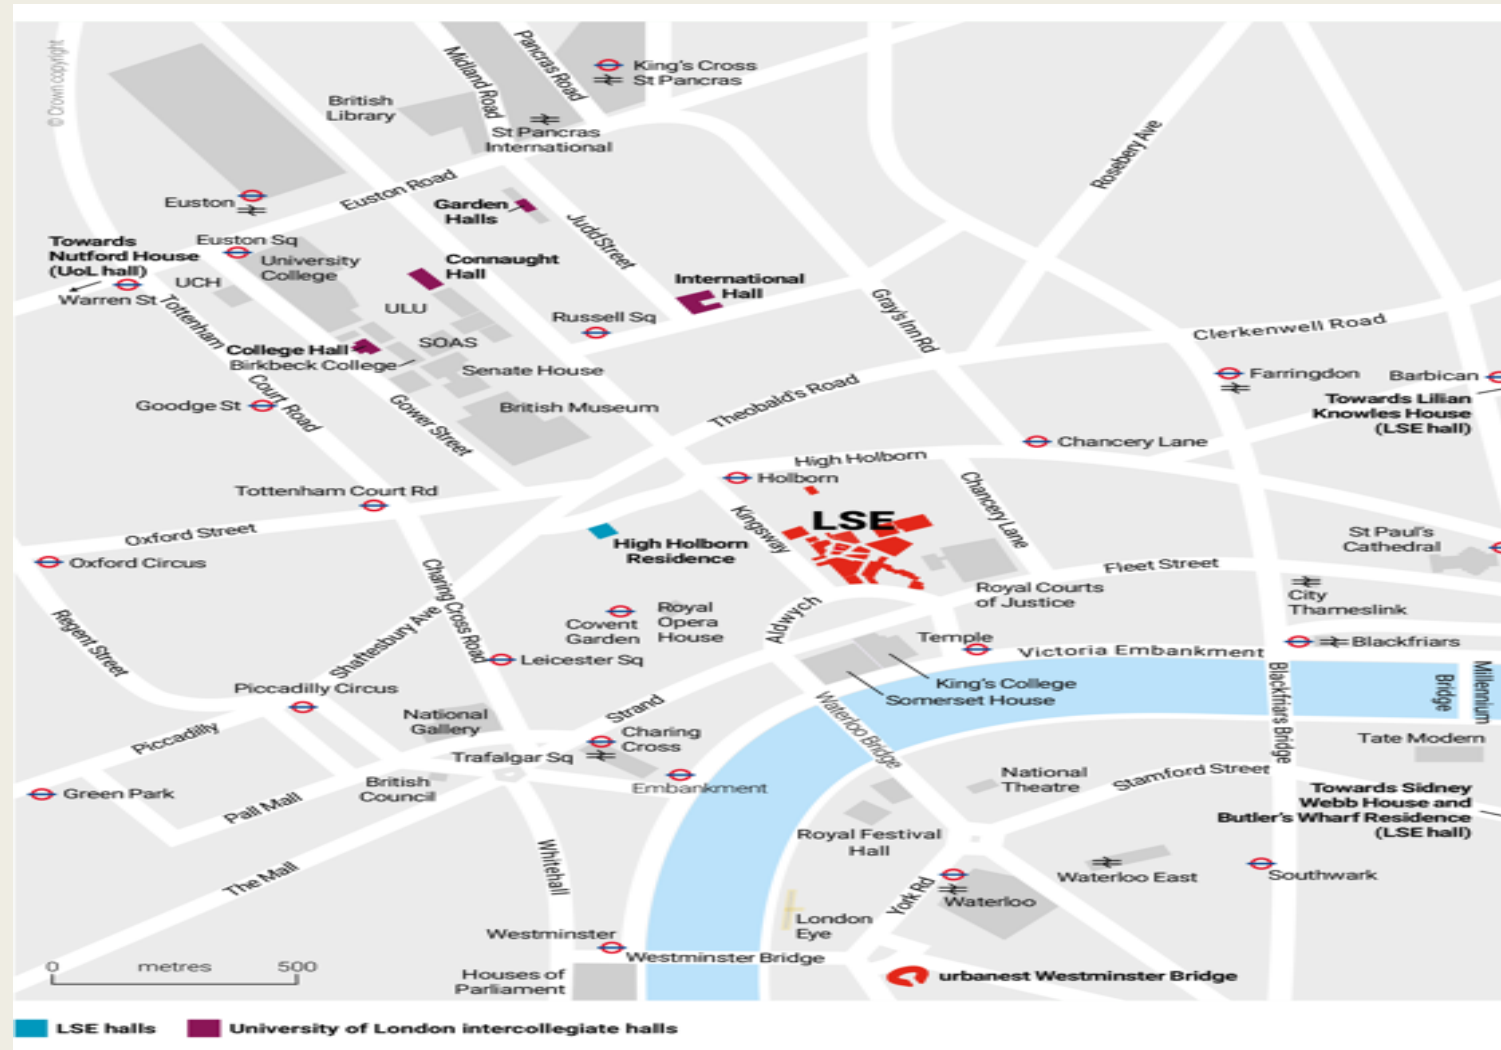 © Crown copyright
Midland Road
Pancras Road
King's Cross
St Pancras
British
Library
St Pancras
International
Rosebery Ave
Euston
Euston Road
Garden
Halls
Judd Street
Towards
Nutford House
(UoL hall)
Euston Sq
University
College
UCH
Warren St
Connaught
Hall
International
Hall
ULU
Russell Sq
Gray's Inn Rd
Clerkenwell Road
Tottenham
Court Road
College Hall
Birkbeck College
SOAS
Senate House
Farringdon
Barbican
Towards Lilian
Knowles House
(LSE hall)
Goodge St
Gower Street
British Museum
Theobald's Road
Chancery Lane
High Holborn
Holborn
Tottenham Court Rd
Kingsway
LSE
Chancery Lane
Oxford Street
Oxford Circus
High Holborn
Residence
St Paul's
Cathedral
Fleet Street
Charing Cross Road
Royal Courts
of Justice
City
Thameslink
Regent Street
Shaftesbury Ave
Covent
Garden
Royal
Opera
House
Aldwych
Temple
Blackfriars
Victoria Embankment
Leicester Sq
King's College
Somerset House
Piccadilly Circus
Blackfriars Bridge
Millennium
Bridge
National
Gallery
Strand
Waterloo Bridge
Piccadilly
Charing
Cross
Trafalgar Sq
Tate Modern
Green Park
Pall Mall
British
Council
Embankment
National
Theatre
Stamford Street
Towards Sidney
Webb House and
Butler's Wharf Residence
(LSE hall)
Royal Festival
Hall
The Mall
Whitehall
York Rd
Waterloo East
Southwark
Waterloo
London
Eye
Westminster
Westminster Bridge
0 metres 500
Houses of
Parliament
urbanest Westminster Bridge
LSE halls
University of London intercollegiate halls